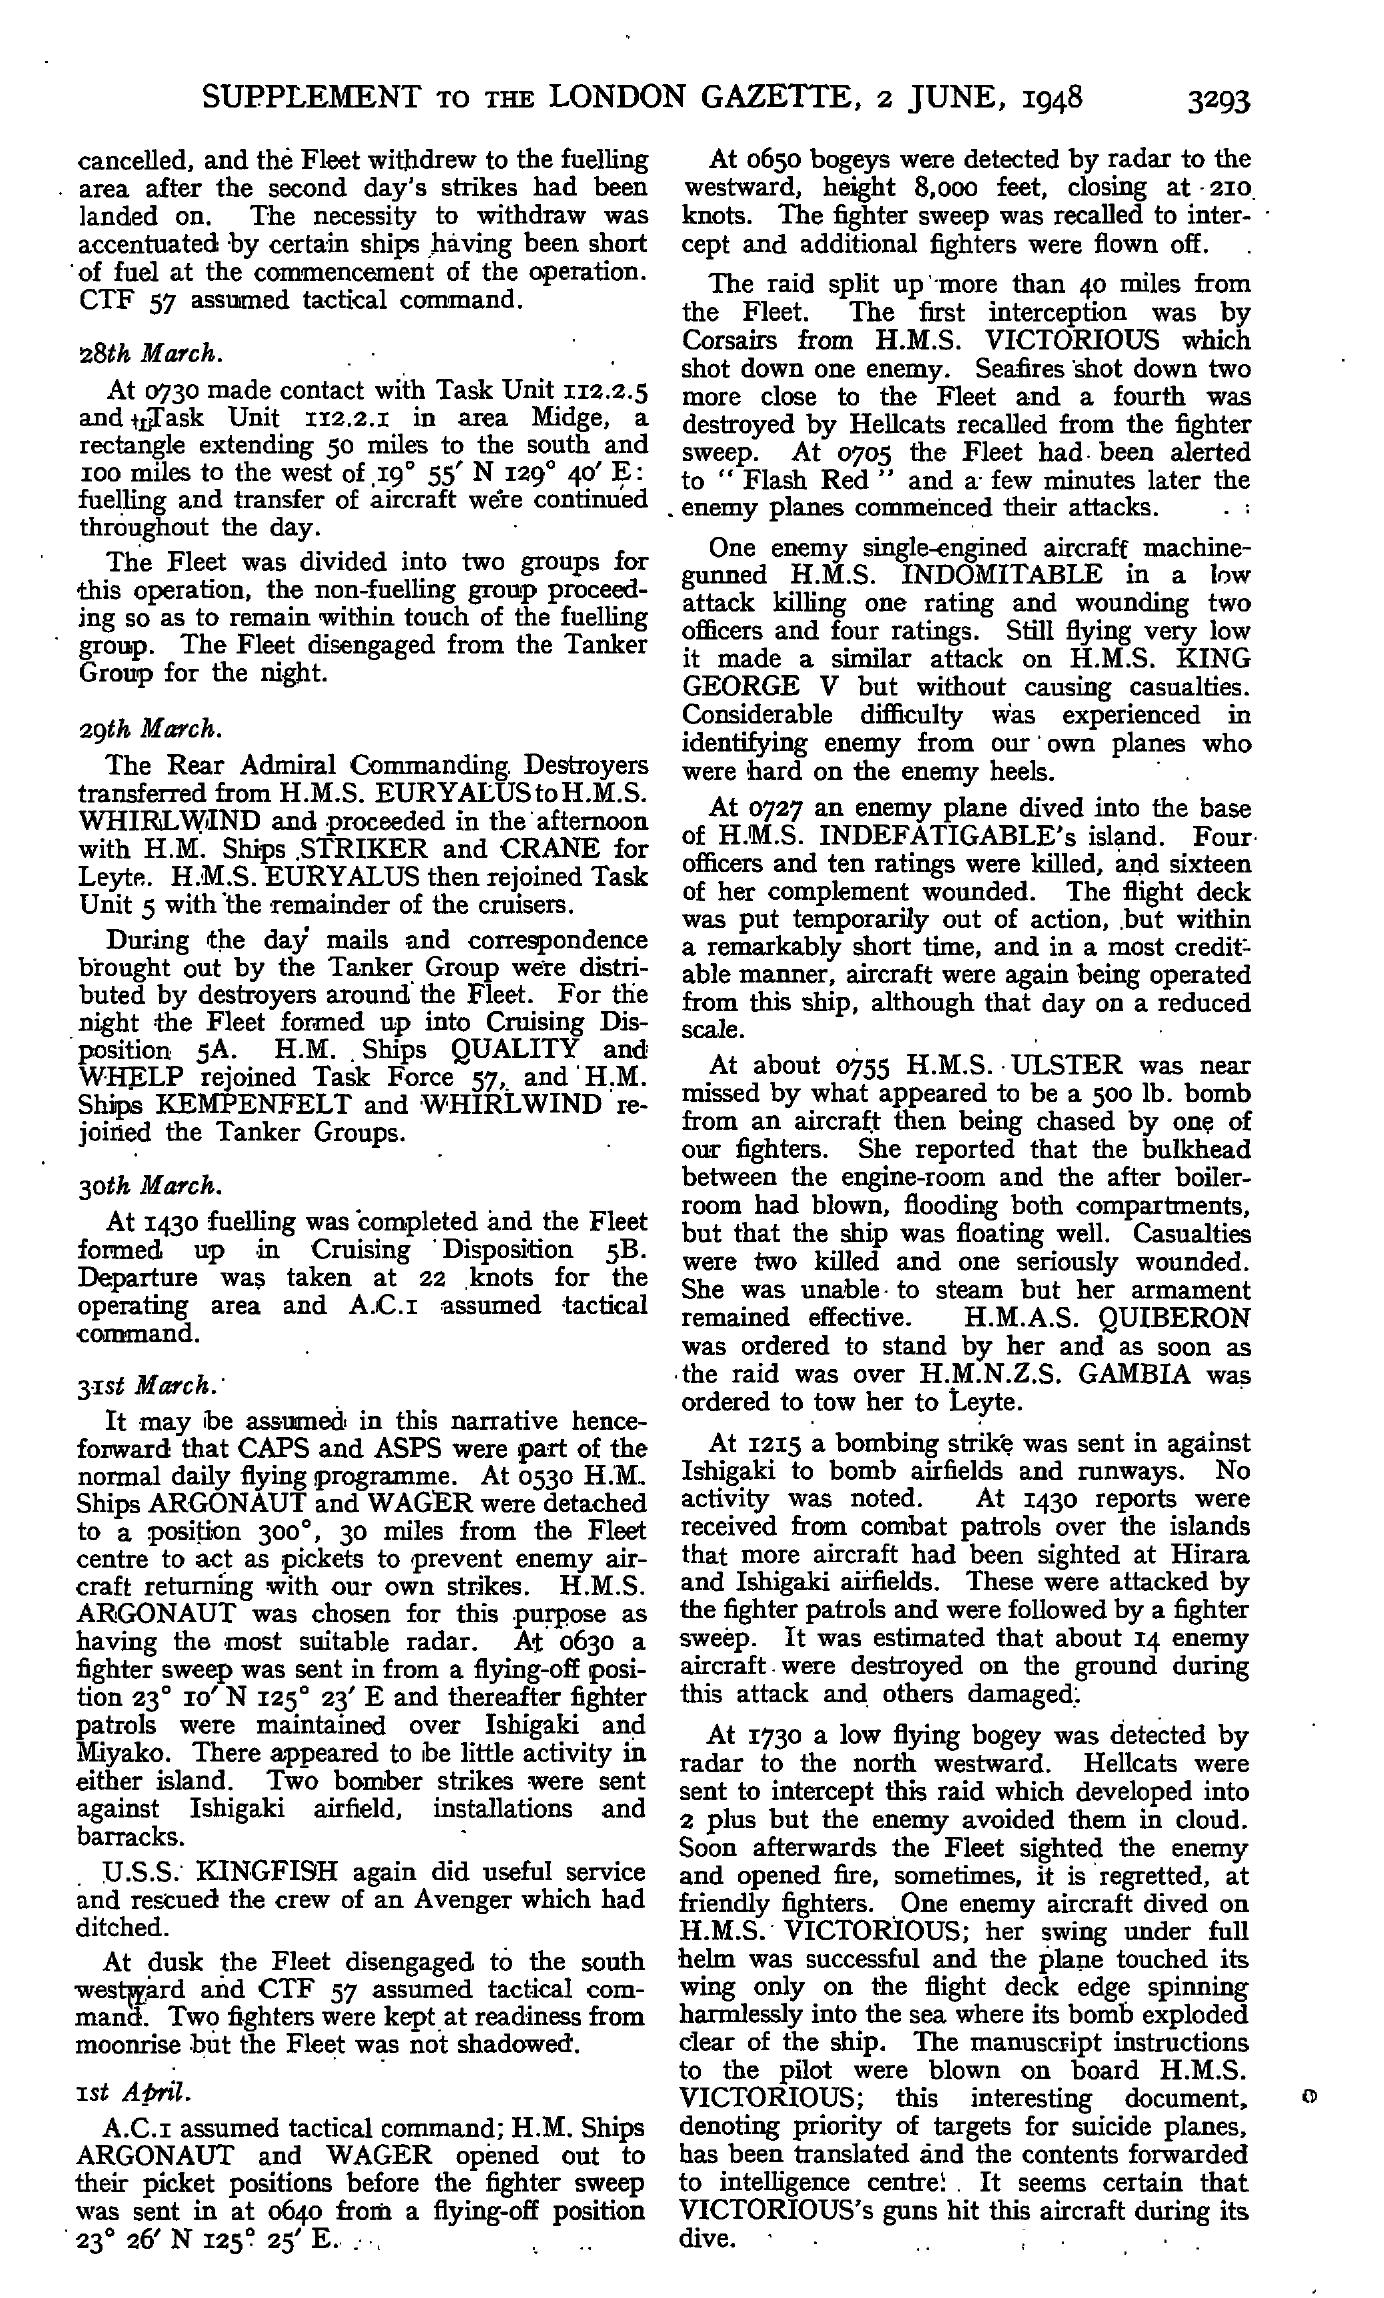 SUPPLEMENT TO THE LONDON GAZETTE, 2 JUNE, 1948 3293
cancelled, and the Fleet withdrew to the fuelling
area after the second day's strikes had been
landed on. The necessity to withdraw was
accentuated by certain ships having been short
of fuel at the commencement of the operation.
CTF 57 assumed tactical command.
28th March.
At 0730 made contact with Task Unit 112.2.5
and Task Unit 112.2.1 in area Midge, a
rectangle extending 50 miles to the south and
100 miles to the west of 19° 55′ N 129° 40′ E:
fuelling and transfer of aircraft were continued
throughout the day.
The Fleet was divided into two groups for
this operation, the non-fuelling group proceed-
ing so as to remain within touch of the fuelling
group. The Fleet disengaged from the Tanker
Group for the night.
29th March.
The Rear Admiral Commanding Destroyers
transferred from H.M.S. EURYALUS to H.M.S.
WHIRLWIND and proceeded in the afternoon
with H.M. Ships STRIKER and CRANE for
Leyte. H.M.S. EURYALUS then rejoined Task
Unit 5 with the remainder of the cruisers.
During the day mails and correspondence
brought out by the Tanker Group were distri-
buted by destroyers around the Fleet. For the
night the Fleet formed up into Cruising Dis-
position 5A. H.M. Ships QUALITY and
WHELP rejoined Task Force 57, and H.M.
Ships KEMPENFELT and WHIRLWIND re-
joined the Tanker Groups.
30th March.
At 1430 fuelling was completed and the Fleet
formed up in Cruising Disposition 5B.
Departure was taken at 22 knots for the
operating area and A.C.1 assumed tactical
command.
31st March.
It may be assumed in this narrative hence-
forward that CAPS and ASPS were part of the
normal daily flying programme. At 0530 H.M.
Ships ARGONAUT and WAGER were detached
to a position 300°, 30 miles from the Fleet
centre to act as pickets to prevent enemy air-
craft returning with our own strikes. H.M.S.
ARGONAUT was chosen for this purpose as
having the most suitable radar. At 0630 a
fighter sweep was sent in from a flying-off posi-
tion 23° 10′ N 125° 23′ E and thereafter fighter
patrols were maintained over Ishigaki and
Miyako. There appeared to be little activity in
either island. Two bomber strikes were sent
against Ishigaki airfield, installations and
barracks.
U.S.S. KINGFISH again did useful service
and rescued the crew of an Avenger which had
ditched.
At dusk the Fleet disengaged to the south
westward and CTF 57 assumed tactical com-
mand. Two fighters were kept at readiness from
moonrise but the Fleet was not shadowed.
1st April.
A.C.1 assumed tactical command; H.M. Ships
ARGONAUT and WAGER opened out to
their picket positions before the fighter sweep
was sent in at 0640 from a flying-off position
23° 26′ N 125° 25′ E.
At 0650 bogeys were detected by radar to the
westward, height 8,000 feet, closing at 210
knots. The fighter sweep was recalled to inter-
cept and additional fighters were flown off.
The raid split up more than 40 miles from
the Fleet. The first interception was by
Corsairs from H.M.S. VICTORIOUS which
shot down one enemy. Seafires shot down two
more close to the Fleet and a fourth was
destroyed by Hellcats recalled from the fighter
sweep. At 0705 the Fleet had been alerted
to "Flash Red" and a few minutes later the
enemy planes commenced their attacks.
One enemy single-engined aircraft machine-
gunned H.M.S. INDOMITABLE in a low
attack killing one rating and wounding two
officers and four ratings. Still flying very low
it made a similar attack on H.M.S. KING
GEORGE V but without causing casualties.
Considerable difficulty was experienced in
identifying enemy from our own planes who
were hard on the enemy heels.
At 0727 an enemy plane dived into the base
of H.M.S. INDEFATIGABLE's island. Four
officers and ten ratings were killed, and sixteen
of her complement wounded. The flight deck
was put temporarily out of action, but within
a remarkably short time, and in a most credit-
able manner, aircraft were again being operated
from this ship, although that day on a reduced
scale.
At about 0755 H.M.S. ULSTER was near
missed by what appeared to be a 500 lb. bomb
from an aircraft then being chased by one of
our fighters. She reported that the bulkhead
between the engine-room and the after boiler-
room had blown, flooding both compartments,
but that the ship was floating well. Casualties
were two killed and one seriously wounded.
She was unable to steam but her armament
remained effective. H.M.A.S. QUIBERON
was ordered to stand by her and as soon as
the raid was over H.M.N.Z.S. GAMBIA was
ordered to tow her to Leyte.
At 1215 a bombing strike was sent in against
Ishigaki to bomb airfields and runways. No
activity was noted. At 1430 reports were
received from combat patrols over the islands
that more aircraft had been sighted at Hirara
and Ishigaki airfields. These were attacked by
the fighter patrols and were followed by a fighter
sweep. It was estimated that about 14 enemy
aircraft were destroyed on the ground during
this attack and others damaged.
At 1730 a low flying bogey was detected by
radar to the north westward. Hellcats were
sent to intercept this raid which developed into
2 plus but the enemy avoided them in cloud.
Soon afterwards the Fleet sighted the enemy
and opened fire, sometimes, it is regretted, at
friendly fighters. One enemy aircraft dived on
H.M.S. VICTORIOUS; her swing under full
helm was successful and the plane touched its
wing only on the flight deck edge spinning
harmlessly into the sea where its bomb exploded
clear of the ship. The manuscript instructions
to the pilot were blown on board H.M.S.
VICTORIOUS; this interesting document,
denoting priority of targets for suicide planes,
has been translated and the contents forwarded
to intelligence centre. It seems certain that
VICTORIOUS's guns hit this aircraft during its
dive.